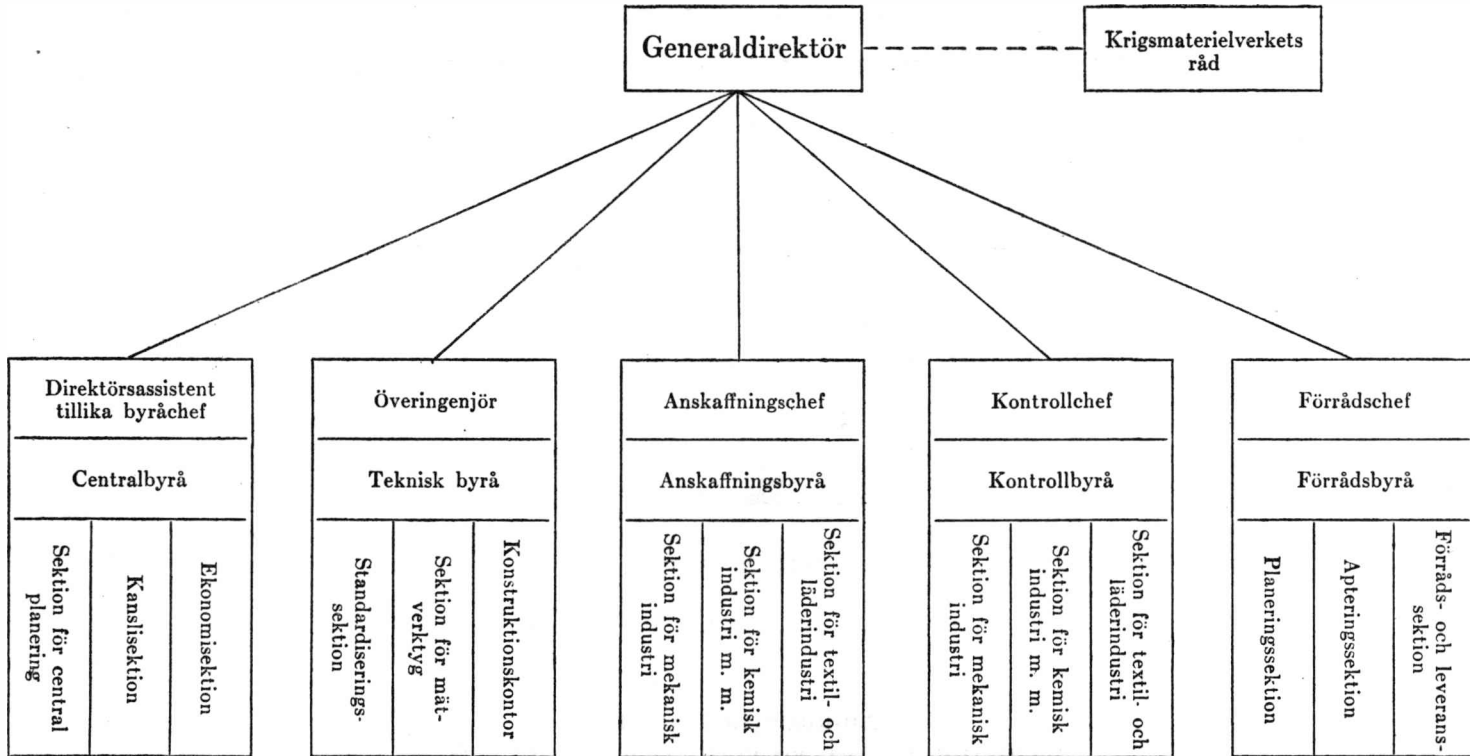 Generaldirektör
Krigsmaterielverkets
råd
Direktörsassistent
tillika byråchef
Centralbyrå
Sektion för central
planering
Kanslisektion
Ekonomisektion
Överingenjör
Teknisk byrå
Standardiserings-
sektion
Sektion för mät-
verktyg
Konstruktionskontor
Anskaffningschef
Anskaffningsbyrå
Sektion för mekanisk
industri
Sektion för kemisk
industri m. m.
Sektion för textil- och
läderindustri
Kontrollchef
Kontrollbyrå
Sektion för mekanisk
industri
Sektion för kemisk
industri m. m.
Sektion för textil- och
läderindustri
Förrådschef
Förrådsbyrå
Planeringssektion
Apteringssektion
Förråds- och leverans-
sektion